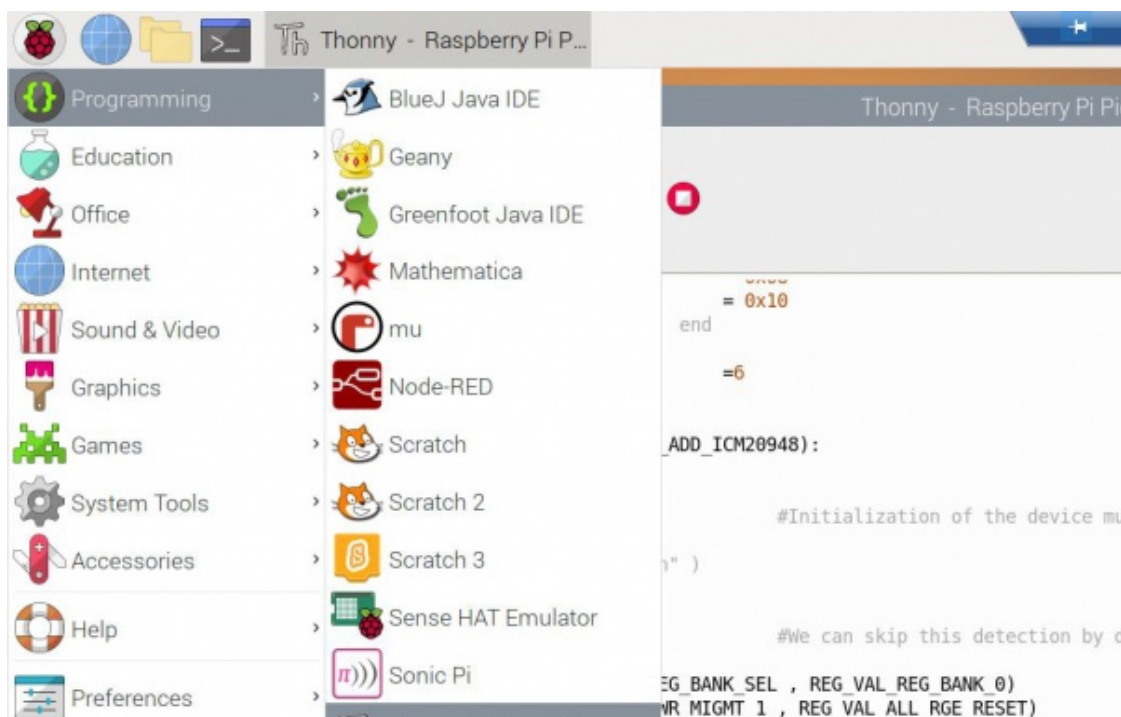 Thonny - Raspberry Pi P...
Programming
Education
Office
Internet
Sound & Video
Graphics
Games
System Tools
Accessories
Help
Preferences
BlueJ Java IDE
Geany
Greenfoot Java IDE
Mathematica
mu
Node-RED
Scratch
Scratch 2
Scratch 3
Sense HAT Emulator
Sonic Pi
Thonny - Raspberry Pi Pi
= 0x10
end
=6
_ADD_ICM20948):
#Initialization of the device mu
" )
#We can skip this detection by
EG_BANK_SEL , REG_VAL_REG_BANK_0)
WR_MIGMT_1 , REG_VAL_ALL_RGE_RESET)